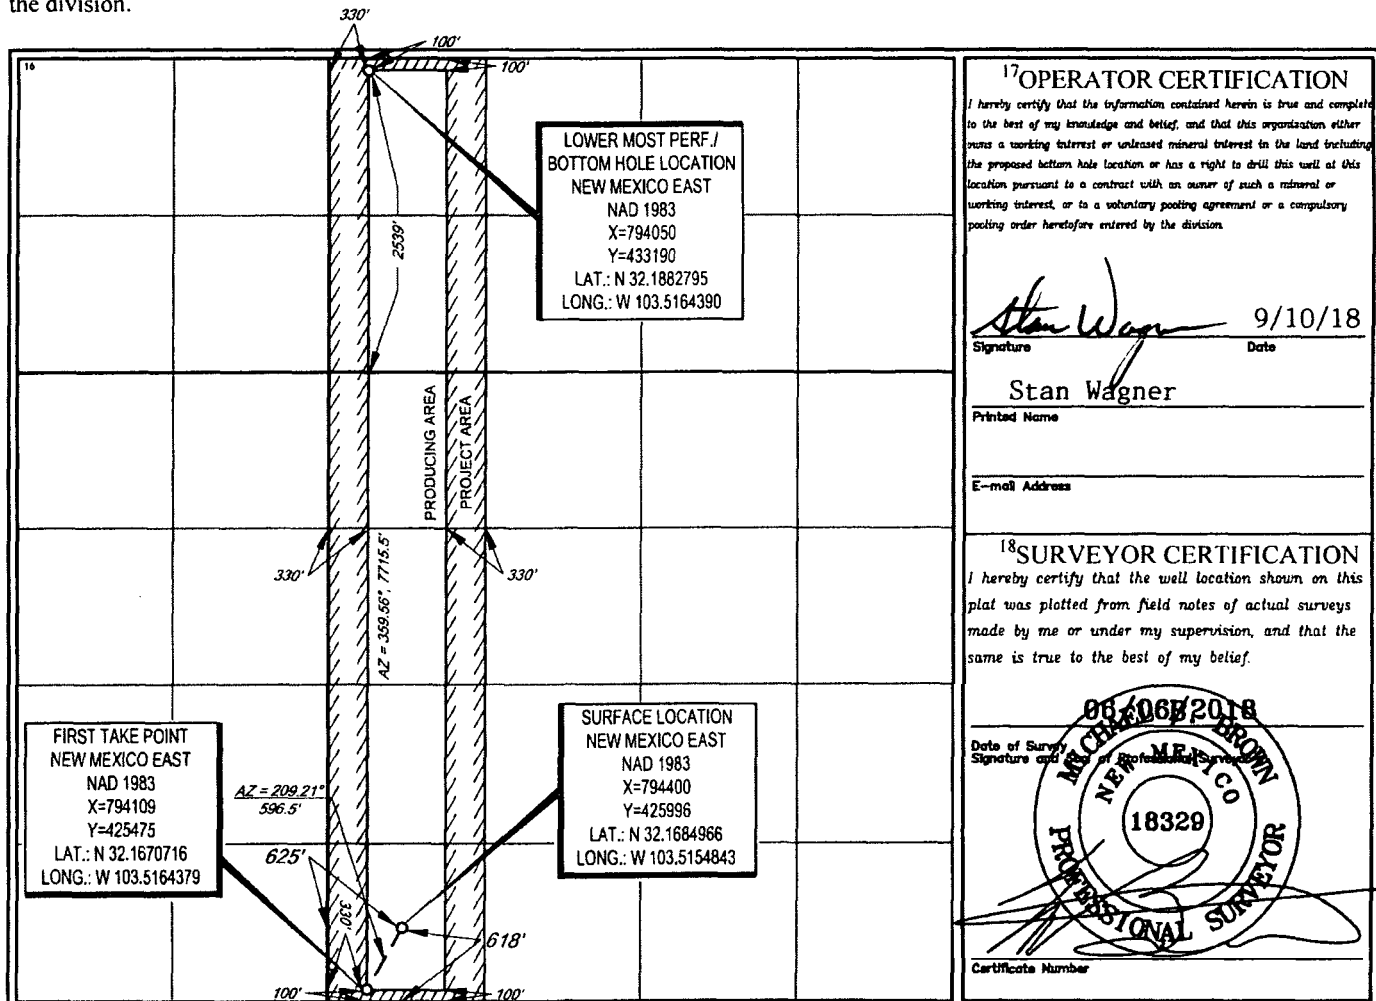 the division.
330'
100'
100'
16
LOWER MOST PERF./
BOTTOM HOLE LOCATION
NEW MEXICO EAST
NAD 1983
X=794050
Y=433190
LAT.: N 32.1882795
LONG.: W 103.5164390
2539'
PRODUCING AREA
PROJECT AREA
330'
330'
AZ = 359.56°, 7715.5'
FIRST TAKE POINT
NEW MEXICO EAST
NAD 1983
X=794109
Y=425475
LAT.: N 32.1670716
LONG.: W 103.5164379
AZ = 209.21°
596.5'
625'
SURFACE LOCATION
NEW MEXICO EAST
NAD 1983
X=794400
Y=425996
LAT.: N 32.1684966
LONG.: W 103.5154843
330'
618'
100'
100'
17 OPERATOR CERTIFICATION
I hereby certify that the information contained herein is true and complete
to the best of my knowledge and belief, and that this organization either
owns a working interest or unleased mineral interest in the land including
the proposed bottom hole location or has a right to drill this well at this
location pursuant to a contract with an owner of such a mineral or
working interest, or to a voluntary pooling agreement or a compulsory
pooling order heretofore entered by the division
Stan Wagner 9/10/18
Signature Date
Stan Wagner
Printed Name
E-mail Address
18 SURVEYOR CERTIFICATION
I hereby certify that the well location shown on this
plat was plotted from field notes of actual surveys
made by me or under my supervision, and that the
same is true to the best of my belief.
Date of Survey
Signature and Seal of Professional Surveyor
MICHAEL BROWN
NEW MEXICO
18329
PROFESSIONAL SURVEYOR
Certificate Number